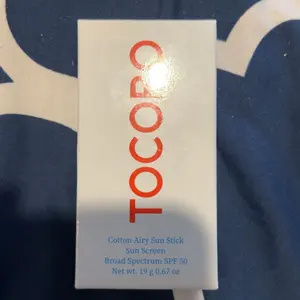 TOCOBO
Cotton Airy Sun Stick
Sun Screen
Broad Spectrum SPF 50
Net wt. 19 g 0.67 oz